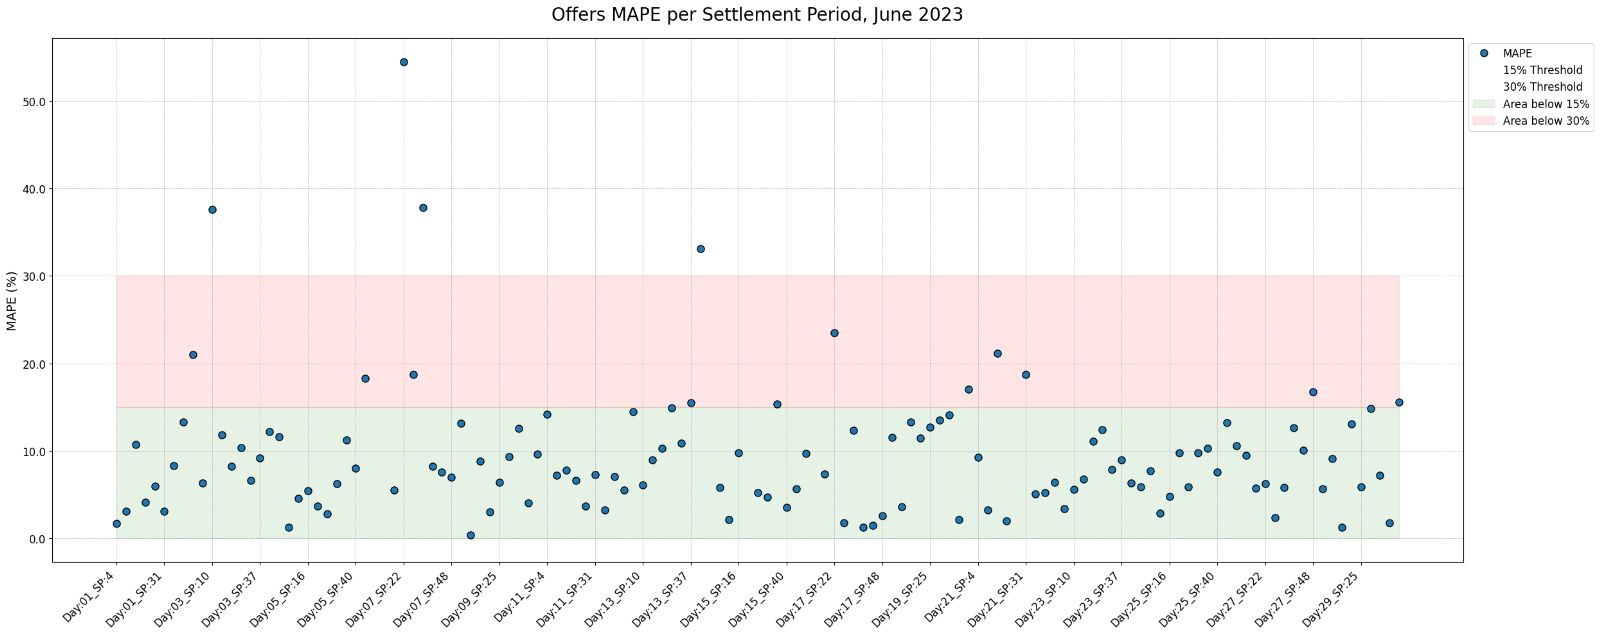 Offers MAPE per Settlement Period, June 2023
MAPE
15% Threshold
30% Threshold
Area below 15%
Area below 30%
MAPE (%)
50.0
40.0
30.0
20.0
10.0
0.0
Day:01_SP:4
Day:01_SP:31
Day:03_SP:10
Day:03_SP:37
Day:05_SP:16
Day:05_SP:40
Day:07_SP:22
Day:07_SP:48
Day:09_SP:25
Day:11_SP:4
Day:11_SP:31
Day:13_SP:10
Day:13_SP:37
Day:15_SP:16
Day:15_SP:40
Day:17_SP:22
Day:17_SP:48
Day:19_SP:25
Day:21_SP:4
Day:21_SP:31
Day:23_SP:10
Day:23_SP:37
Day:25_SP:16
Day:25_SP:40
Day:27_SP:22
Day:27_SP:48
Day:29_SP:25